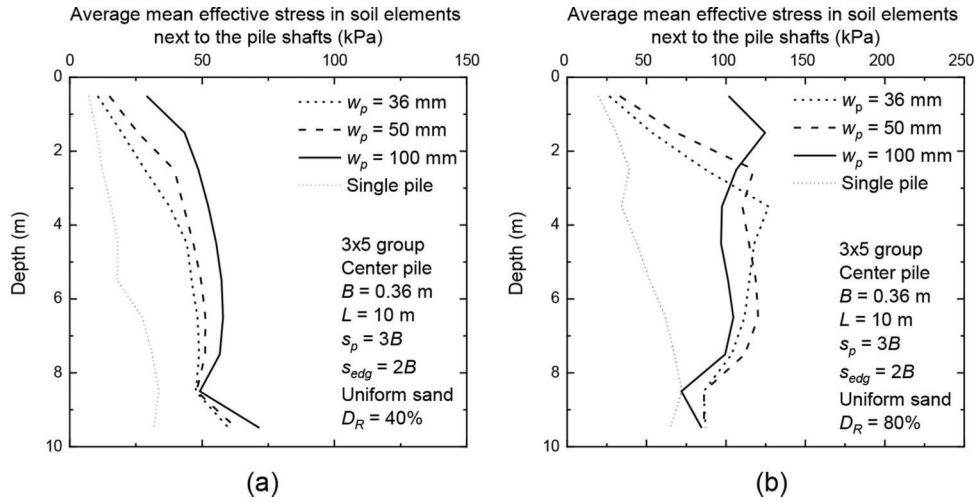 Average mean effective stress in soil elements
next to the pile shafts (kPa)
0 50 100 150
0
2
4
6
8
10
Depth (m)
w_p = 36 mm
w_p = 50 mm
w_p = 100 mm
Single pile
3x5 group
Center pile
B = 0.36 m
L = 10 m
s_p = 3B
s_edg = 2B
Uniform sand
D_R = 40%
(a)
Average mean effective stress in soil elements
next to the pile shafts (kPa)
0 50 100 150 200 250
0
2
4
6
8
10
Depth (m)
w_p = 36 mm
w_p = 50 mm
w_p = 100 mm
Single pile
3x5 group
Center pile
B = 0.36 m
L = 10 m
s_p = 3B
s_edg = 2B
Uniform sand
D_R = 80%
(b)